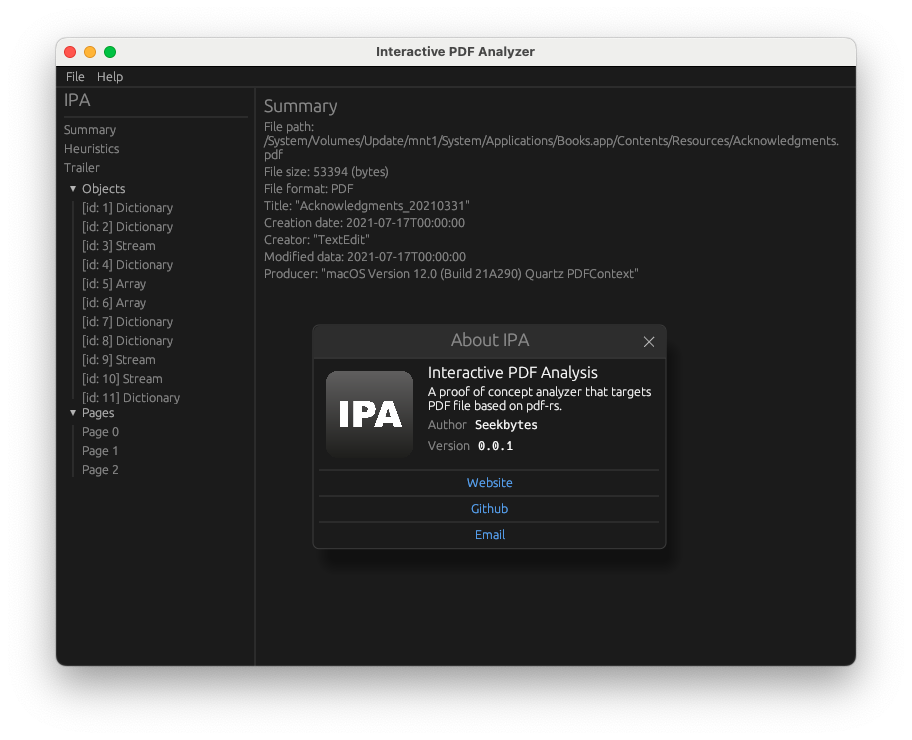 Interactive PDF Analyzer
File Help
IPA
Summary
Heuristics
Trailer
Objects
[id: 1] Dictionary
[id: 2] Dictionary
[id: 3] Stream
[id: 4] Dictionary
[id: 5] Array
[id: 6] Array
[id: 7] Dictionary
[id: 8] Dictionary
[id: 9] Stream
[id: 10] Stream
[id: 11] Dictionary
Pages
Page 0
Page 1
Page 2
Summary
File path:
/System/Volumes/Update/mnt1/System/Applications/Books.app/Contents/Resources/Acknowledgments.
pdf
File size: 53394 (bytes)
File format: PDF
Title: "Acknowledgments_20210331"
Creation date: 2021-07-17T00:00:00
Creator: "TextEdit"
Modified data: 2021-07-17T00:00:00
Producer: "macOS Version 12.0 (Build 21A290) Quartz PDFContext"
About IPA
IPA
Interactive PDF Analysis
A proof of concept analyzer that targets
PDF file based on pdf-rs.
Author Seekbytes
Version 0.0.1
Website
Github
Email